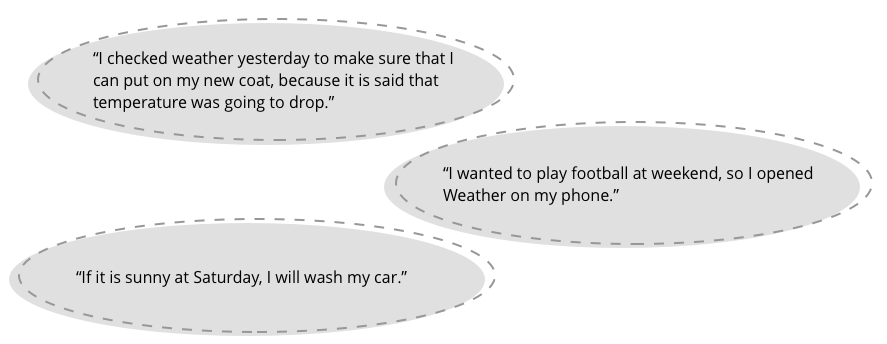 “I checked weather yesterday to make sure that I
can put on my new coat, because it is said that
temperature was going to drop.”
“I wanted to play football at weekend, so I opened
Weather on my phone.”
“If it is sunny at Saturday, I will wash my car.”